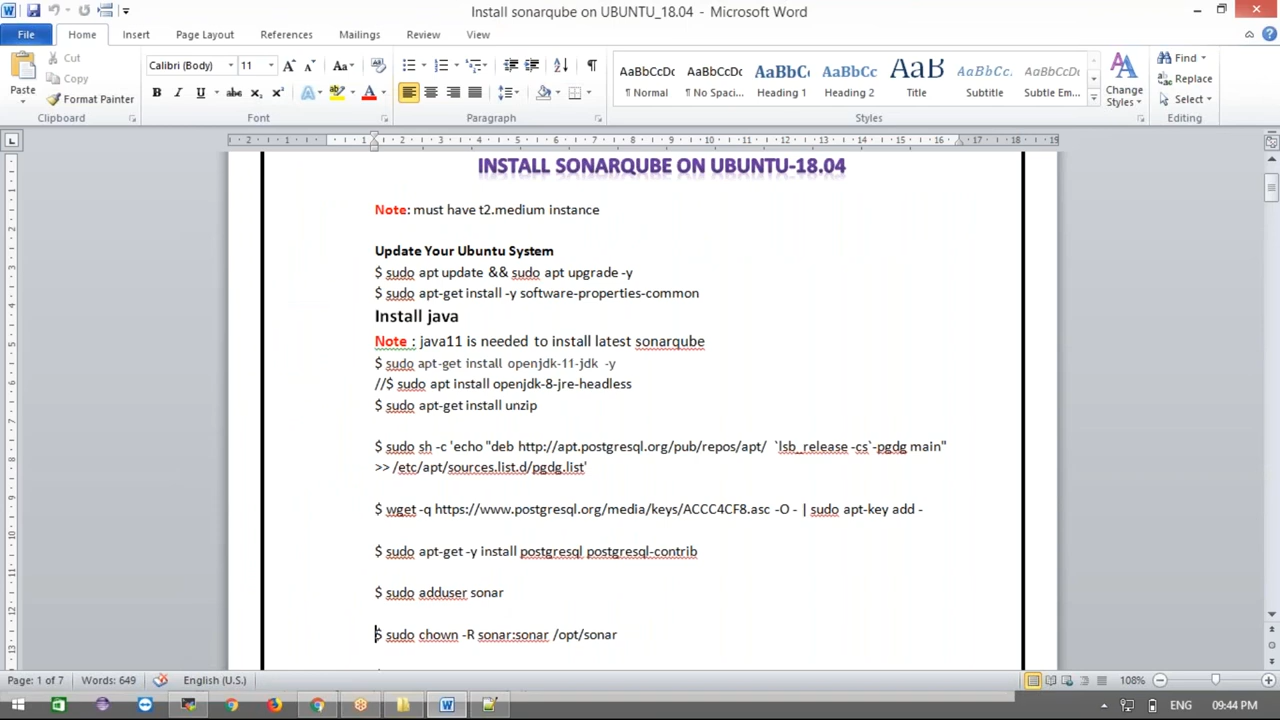 Install sonarqube on UBUNTU_18.04 - Microsoft Word
File Home Insert Page Layout References Mailings Review View
Paste
Cut
Copy
Format Painter
Clipboard
Calibri (Body) 11
Font
Paragraph
AaBbCcDc AaBbCcDc AaBbC AaBbCc AaB AaBbCcDc AaBbCcDc
¶ Normal ¶ No Spaci... Heading 1 Heading 2 Title Subtitle Subtle Em...
Styles
Change Styles
Find
Replace
Select
Editing
INSTALL SONARQUBE ON UBUNTU-18.04
Note: must have t2.medium instance
Update Your Ubuntu System
$ sudo apt update && sudo apt upgrade -y
$ sudo apt-get install -y software-properties-common
Install java
Note : java11 is needed to install latest sonarqube
$ sudo apt-get install openjdk-11-jdk -y
//$ sudo apt install openjdk-8-jre-headless
$ sudo apt-get install unzip
$ sudo sh -c 'echo "deb http://apt.postgresql.org/pub/repos/apt/ `lsb_release -cs`-pgdg main"
>> /etc/apt/sources.list.d/pgdg.list'
$ wget -q https://www.postgresql.org/media/keys/ACCC4CF8.asc -O - | sudo apt-key add -
$ sudo apt-get -y install postgresql postgresql-contrib
$ sudo adduser sonar
$ sudo chown -R sonar:sonar /opt/sonar
Page: 1 of 7 Words: 649 English (U.S.) 108%
ENG 09:44 PM